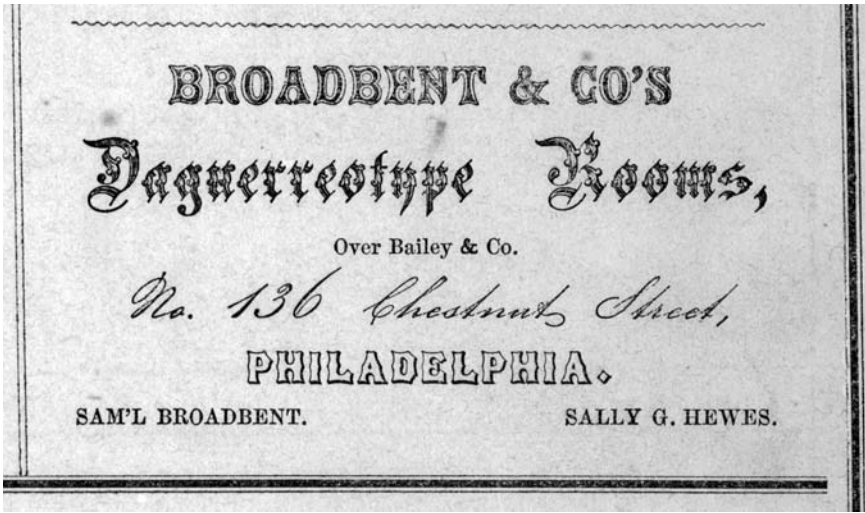 BROADBENT & CO'S
Daguerreotype Rooms,
Over Bailey & Co.
No. 136 Chestnut Street,
PHILADELPHIA.
SAM'L BROADBENT. SALLY G. HEWES.